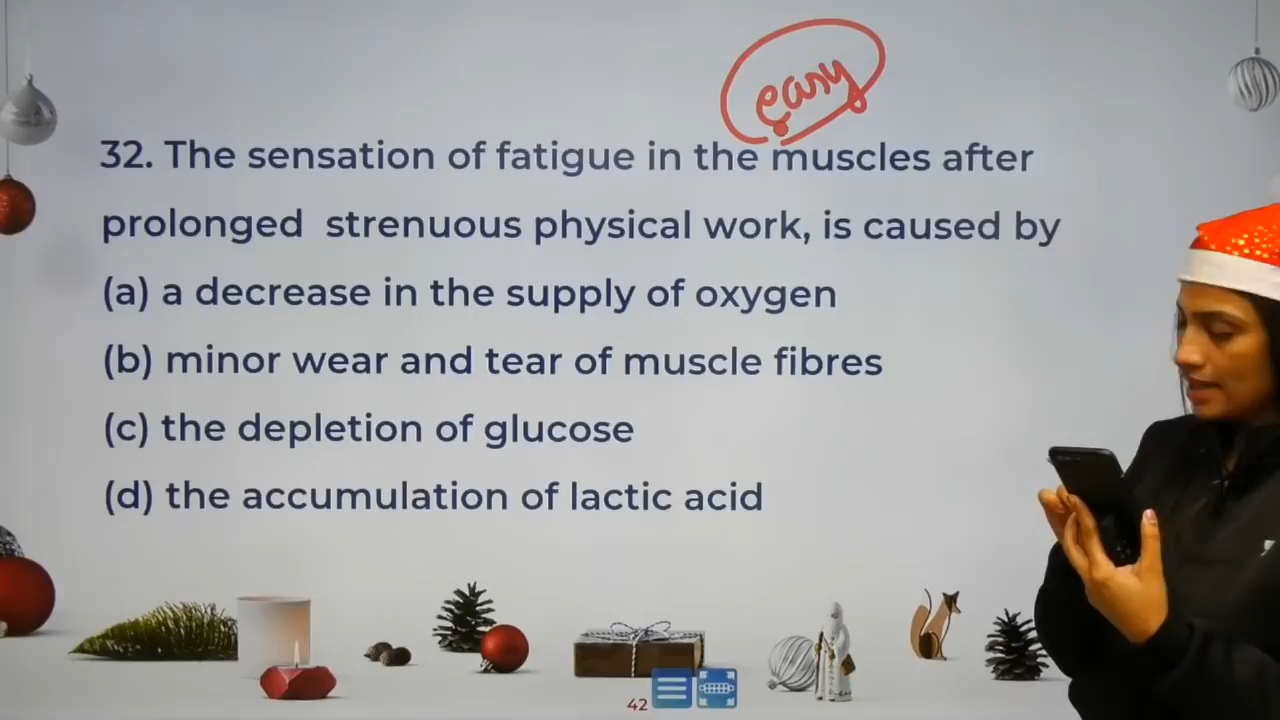 easy
32. The sensation of fatigue in the muscles after
prolonged strenuous physical work, is caused by
(a) a decrease in the supply of oxygen
(b) minor wear and tear of muscle fibres
(c) the depletion of glucose
(d) the accumulation of lactic acid
42